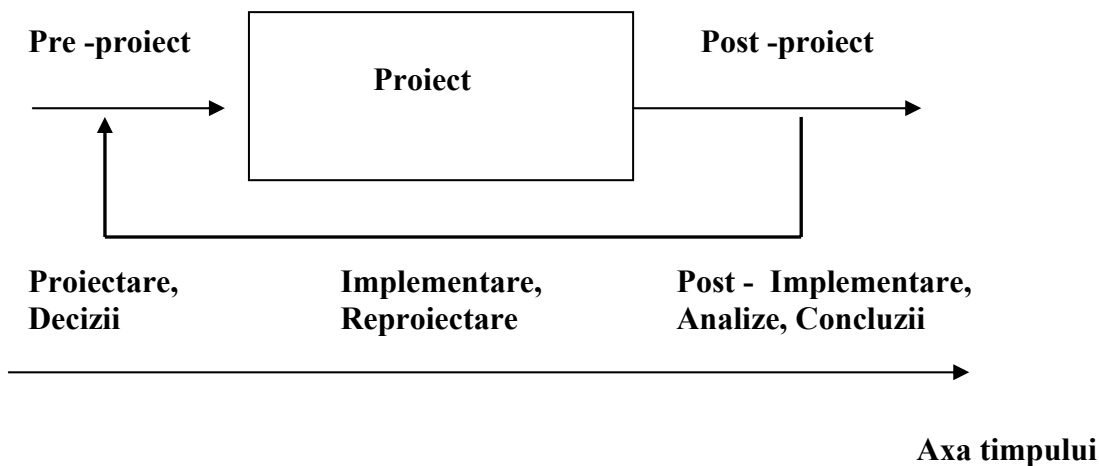 Pre -proiect
Proiect
Post -proiect
Proiectare,
Decizii
Implementare,
Reproiectare
Post - Implementare,
Analize, Concluzii
Axa timpului